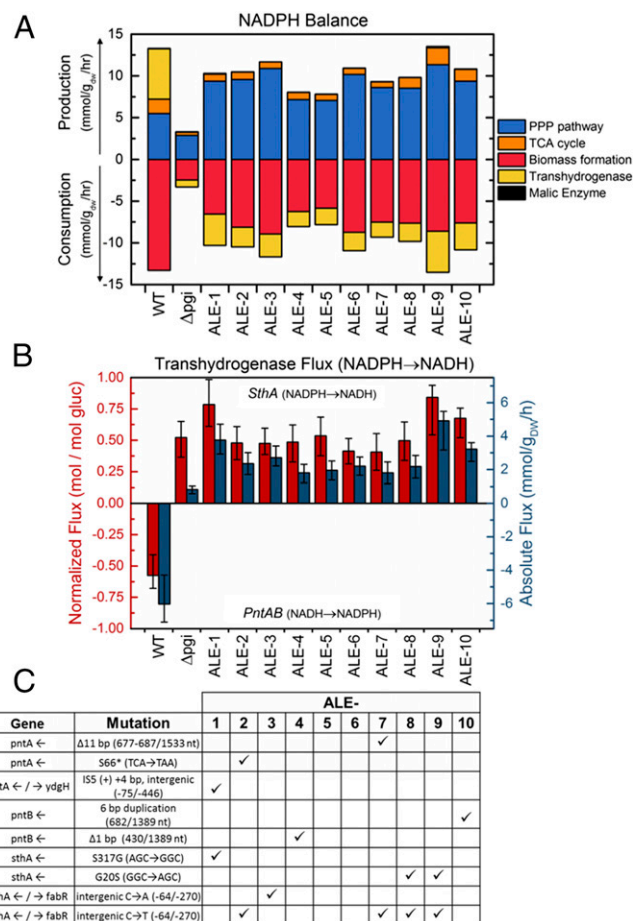 A
NADPH Balance
Production
(mmol/gdw/hr)
Consumption
(mmol/gdw/hr)
15
10
5
0
-5
-10
-15
PPP pathway
TCA cycle
Biomass formation
Transhydrogenase
Malic Enzyme
WT
Δpgi
ALE-1
ALE-2
ALE-3
ALE-4
ALE-5
ALE-6
ALE-7
ALE-8
ALE-9
ALE-10
B
Transhydrogenase Flux (NADPH→NADH)
Normalized Flux (mol / mol gluc)
1.00
0.75
0.50
0.25
0.00
-0.25
-0.50
-0.75
-1.00
SthA (NADPH→NADH)
PntAB (NADH→NADPH)
6
4
2
0
-2
-4
-6
Absolute Flux (mmol/gDW/h)
WT
Δpgi
ALE-1
ALE-2
ALE-3
ALE-4
ALE-5
ALE-6
ALE-7
ALE-8
ALE-9
ALE-10
C
ALE-
Gene Mutation 1 2 3 4 5 6 7 8 9 10
pntA ← Δ11 bp (677-687/1533 nt) ✓
pntA ← S66* (TCA→TAA) ✓
tA ← / → ydgH IS5 (+) +4 bp, intergenic
(-75/-446) ✓
pntB ← 6 bp duplication
(682/1389 nt) ✓
pntB ← Δ1 bp (430/1389 nt) ✓
sthA ← S317G (AGC→GGC) ✓
sthA ← G20S (GGC→AGC) ✓ ✓
nA ← / → fabR intergenic C→A (-64/-270) ✓
nA ← / → fabR intergenic C→T (-64/-270) ✓ ✓ ✓ ✓ ✓